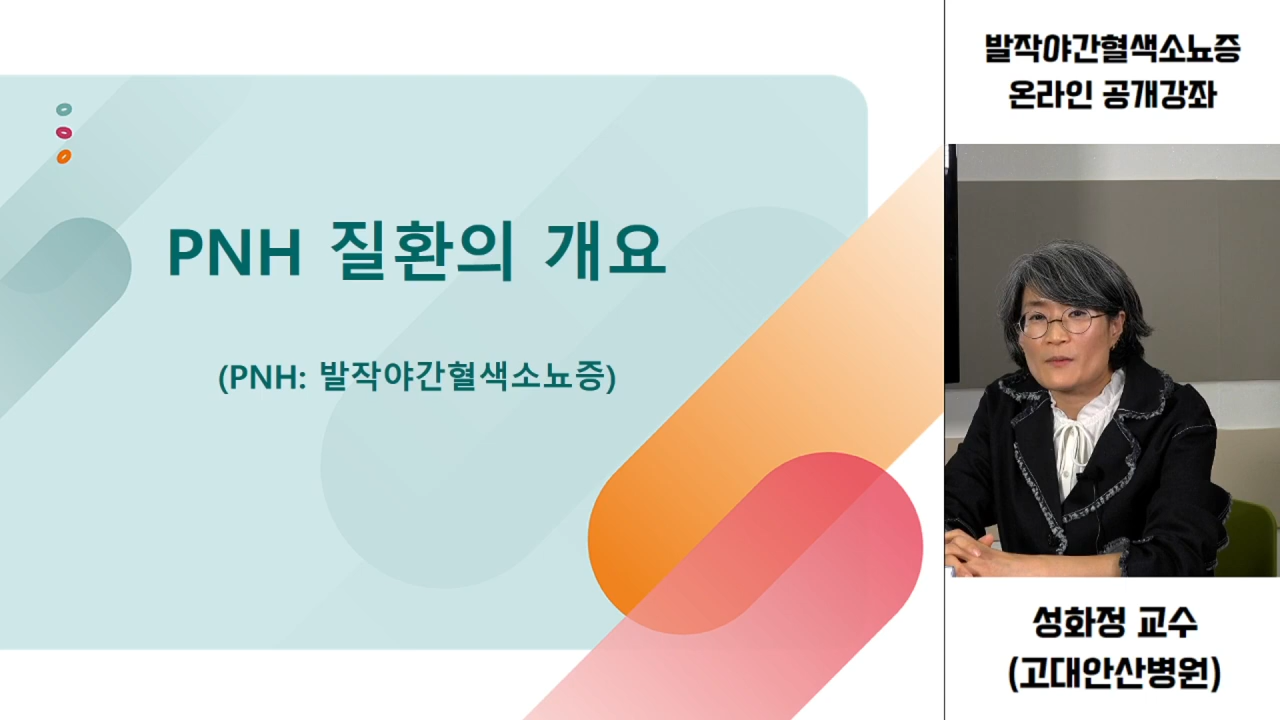 PNH 질환의 개요
(PNH: 발작야간혈색소뇨증)
발작야간혈색소뇨증
온라인 공개강좌
성화정 교수
(고대안산병원)